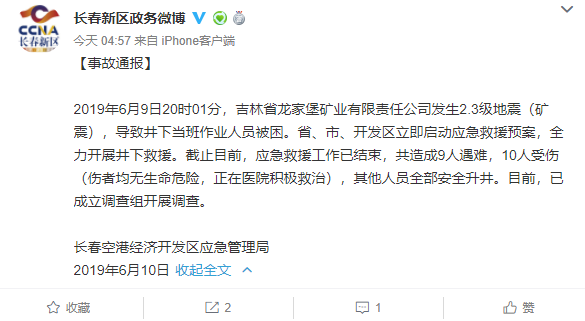 CCNA
长春新区
长春新区政务微博
今天 04:57 来自 iPhone客户端
【事故通报】
2019年6月9日20时01分，吉林省龙家堡矿业有限责任公司发生2.3级地震（矿
震），导致井下当班作业人员被困。省、市、开发区立即启动应急救援预案，全
力开展井下救援。截止目前，应急救援工作已结束，共造成9人遇难，10人受伤
（伤者均无生命危险，正在医院积极救治），其他人员全部安全升井。目前，已
成立调查组开展调查。
长春空港经济开发区应急管理局
2019年6月10日 收起全文
收藏
2
1
赞